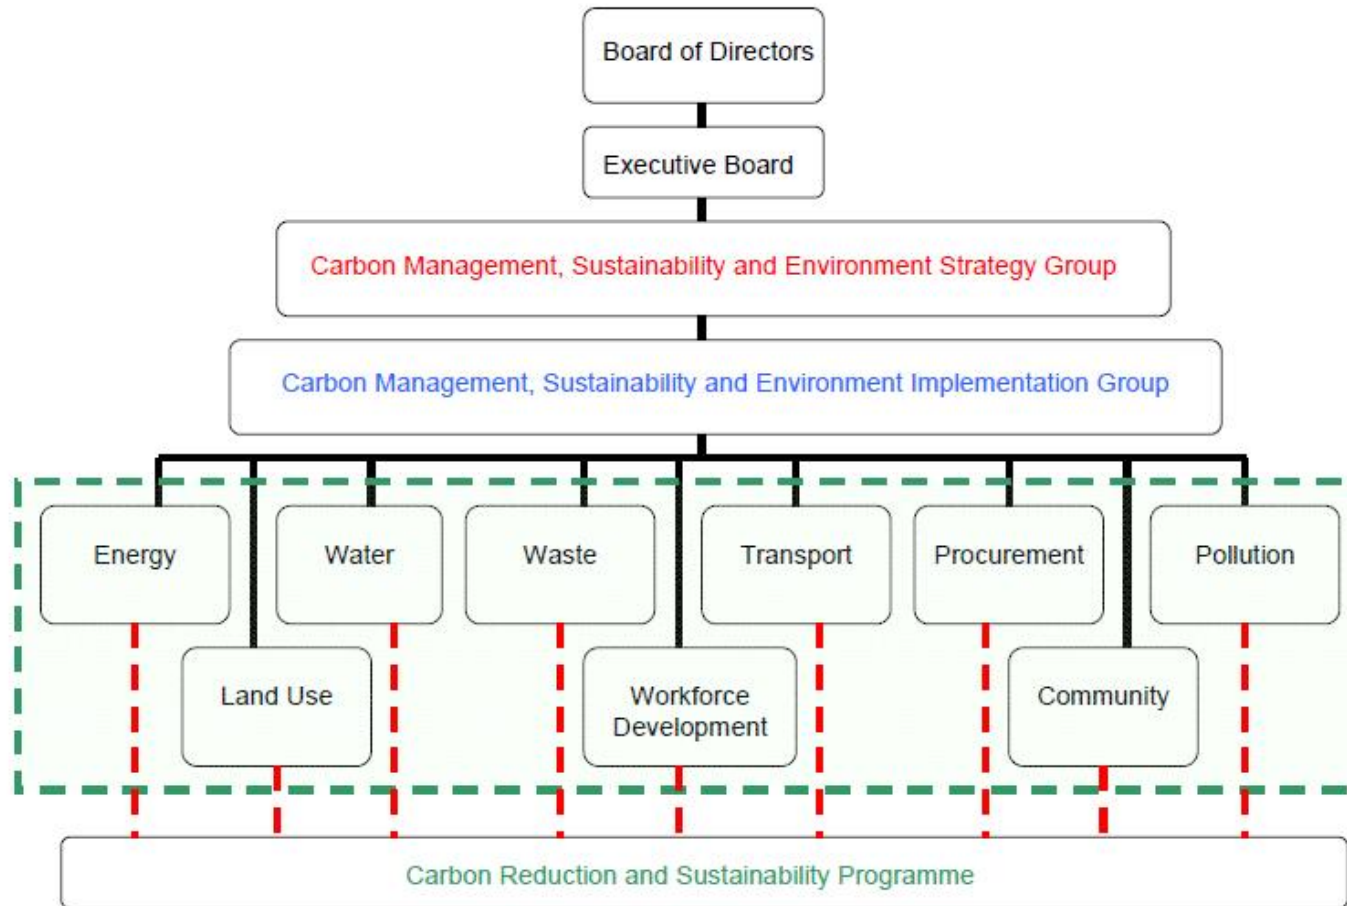 Board of Directors
Executive Board
Carbon Management, Sustainability and Environment Strategy Group
Carbon Management, Sustainability and Environment Implementation Group
Energy
Water
Waste
Transport
Procurement
Pollution
Land Use
Workforce
Development
Community
Carbon Reduction and Sustainability Programme